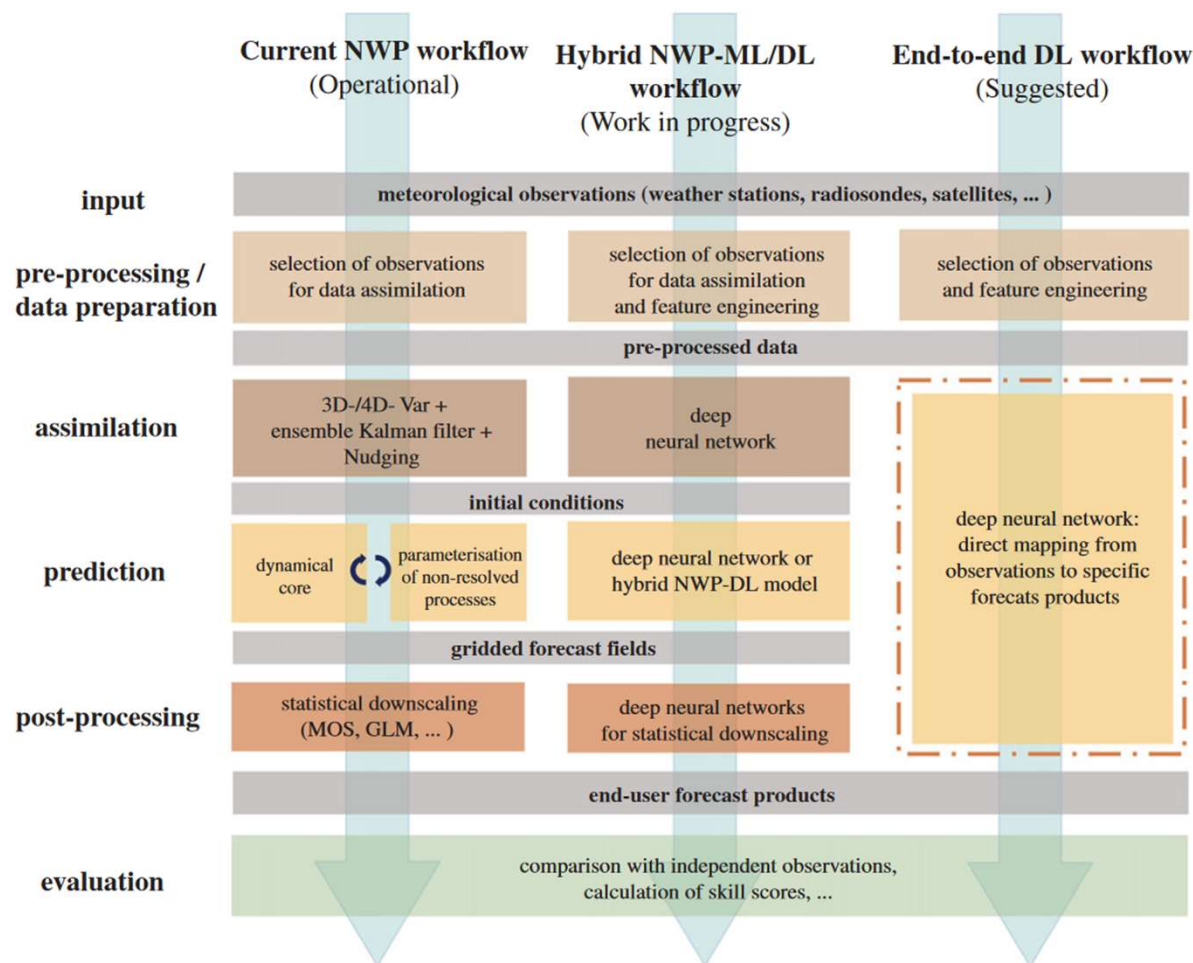 Current NWP workflow
(Operational)
Hybrid NWP-ML/DL
workflow
(Work in progress)
End-to-end DL workflow
(Suggested)
input
meteorological observations (weather stations, radiosondes, satellites, ... )
pre-processing /
data preparation
selection of observations
for data assimilation
selection of observations
for data assimilation
and feature engineering
selection of observations
and feature engineering
pre-processed data
assimilation
3D-/4D- Var +
ensemble Kalman filter +
Nudging
deep
neural network
initial conditions
prediction
dynamical
core
parameterisation
of non-resolved
processes
deep neural network or
hybrid NWP-DL model
deep neural network:
direct mapping from
observations to specific
forecats products
gridded forecast fields
post-processing
statistical downscaling
(MOS, GLM, ... )
deep neural networks
for statistical downscaling
end-user forecast products
evaluation
comparison with independent observations,
calculation of skill scores, ...